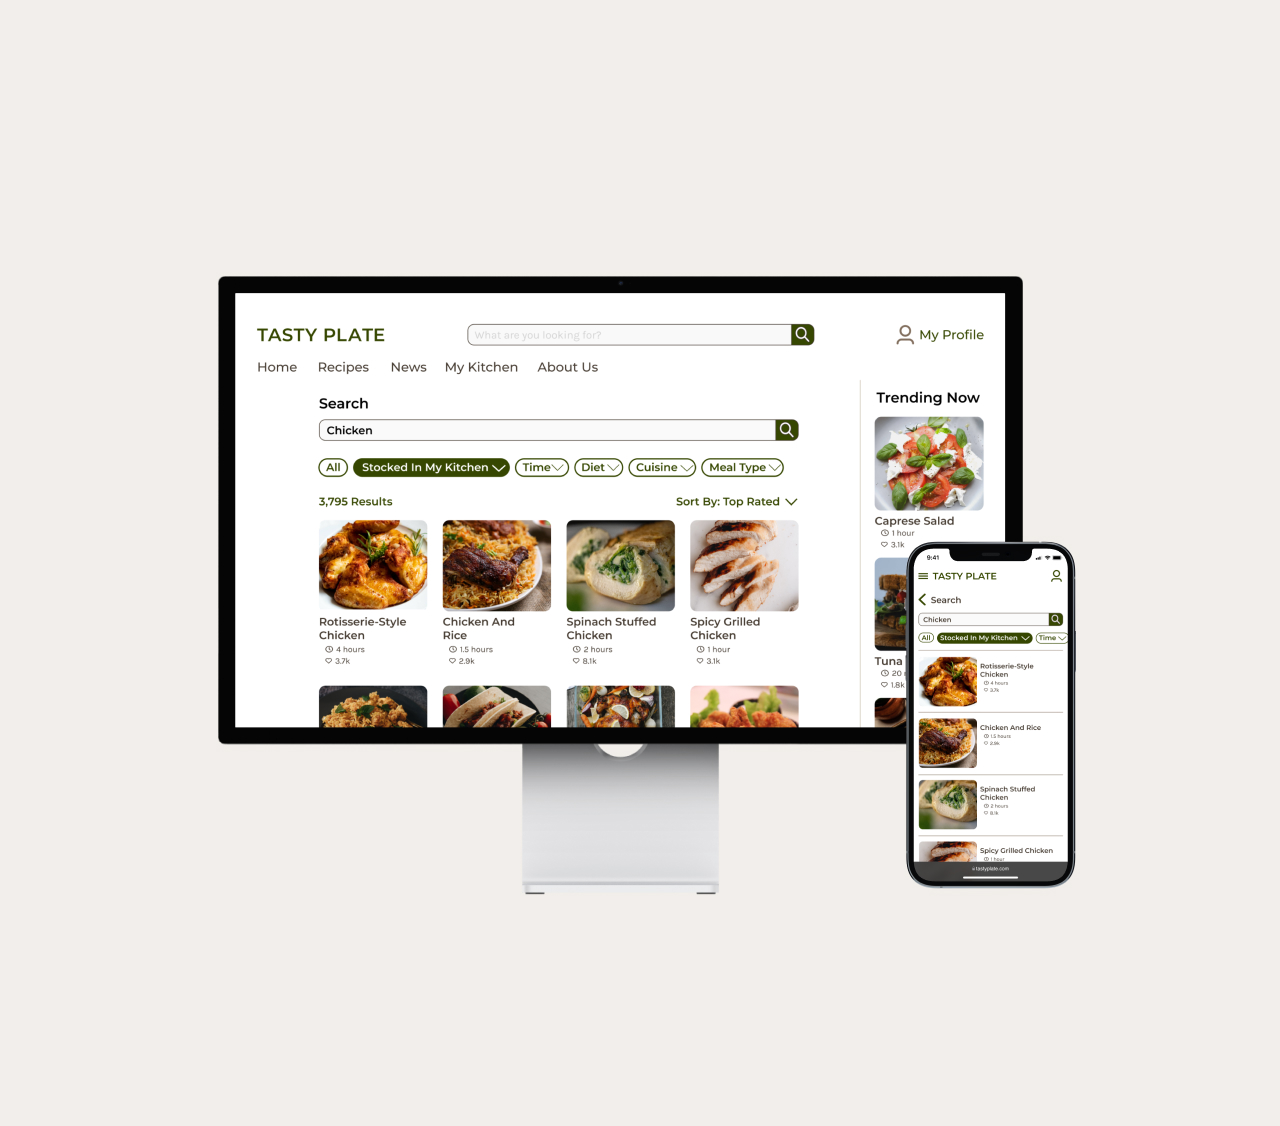 TASTY PLATE
What are you looking for?
My Profile
Home Recipes News My Kitchen About Us
Search
Chicken
All Stocked In My Kitchen Time Diet Cuisine Meal Type
3,795 Results
Sort By: Top Rated
Rotisserie-Style
Chicken
4 hours
3.7k
Chicken And
Rice
1.5 hours
2.9k
Spinach Stuffed
Chicken
2 hours
8.1k
Spicy Grilled
Chicken
1 hour
3.1k
Trending Now
Caprese Salad
1 hour
3.1k
Tuna
20
1.8k
9:41
TASTY PLATE
Search
Chicken
All Stocked In My Kitchen Time
Rotisserie-Style
Chicken
4 hours
3.7k
Chicken And Rice
1.5 hours
2.9k
Spinach Stuffed
Chicken
2 hours
8.1k
Spicy Grilled Chicken
1 hour
tastyplate.com